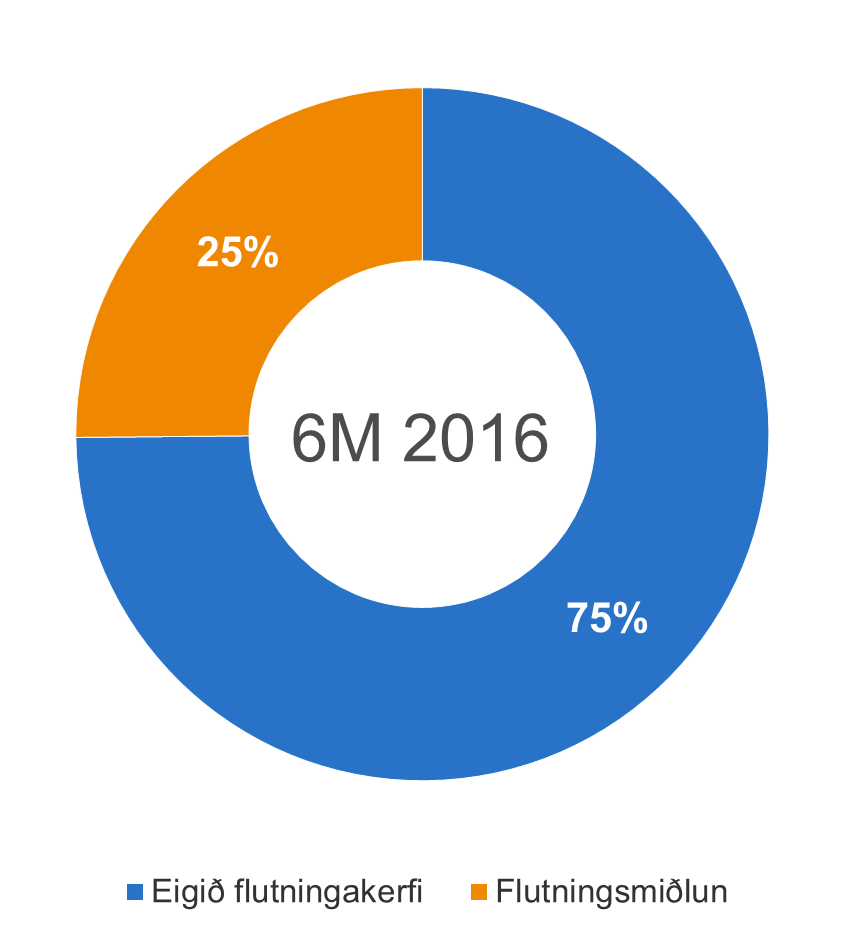 25%
6M 2016
75%
Eigið flutningakerfi
Flutningsmiðlun